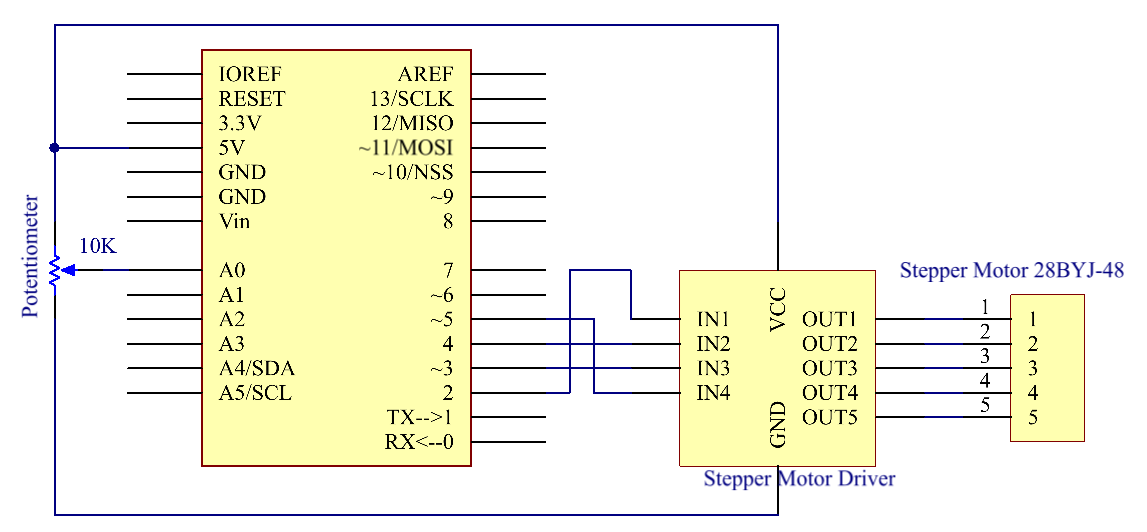 IOREF AREF
RESET 13/SCLK
3.3V 12/MISO
5V ~11/MOSI
GND ~10/NSS
GND ~9
Vin 8
Potentiometer
10K
A0 7
A1 ~6
A2 ~5
A3 4
A4/SDA ~3
A5/SCL 2
TX-->1
RX<--0
VCC
IN1 OUT1
IN2 OUT2
IN3 OUT3
IN4 OUT4
OUT5
GND
Stepper Motor Driver
Stepper Motor 28BYJ-48
1 1
2 2
3 3
4 4
5 5